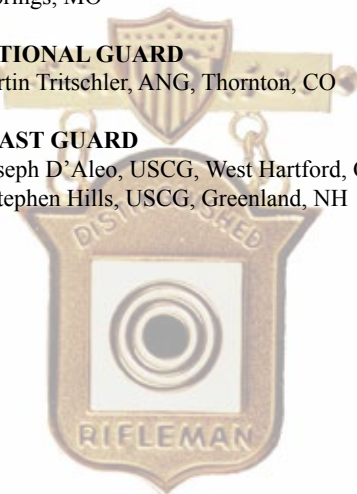 prings, MO
TIONAL GUARD
rtin Tritschler, ANG, Thornton, CO
AST GUARD
seph D’Aleo, USCG, West Hartford, C
tephen Hills, USCG, Greenland, NH
DISTINGUISHED
RIFLEMAN